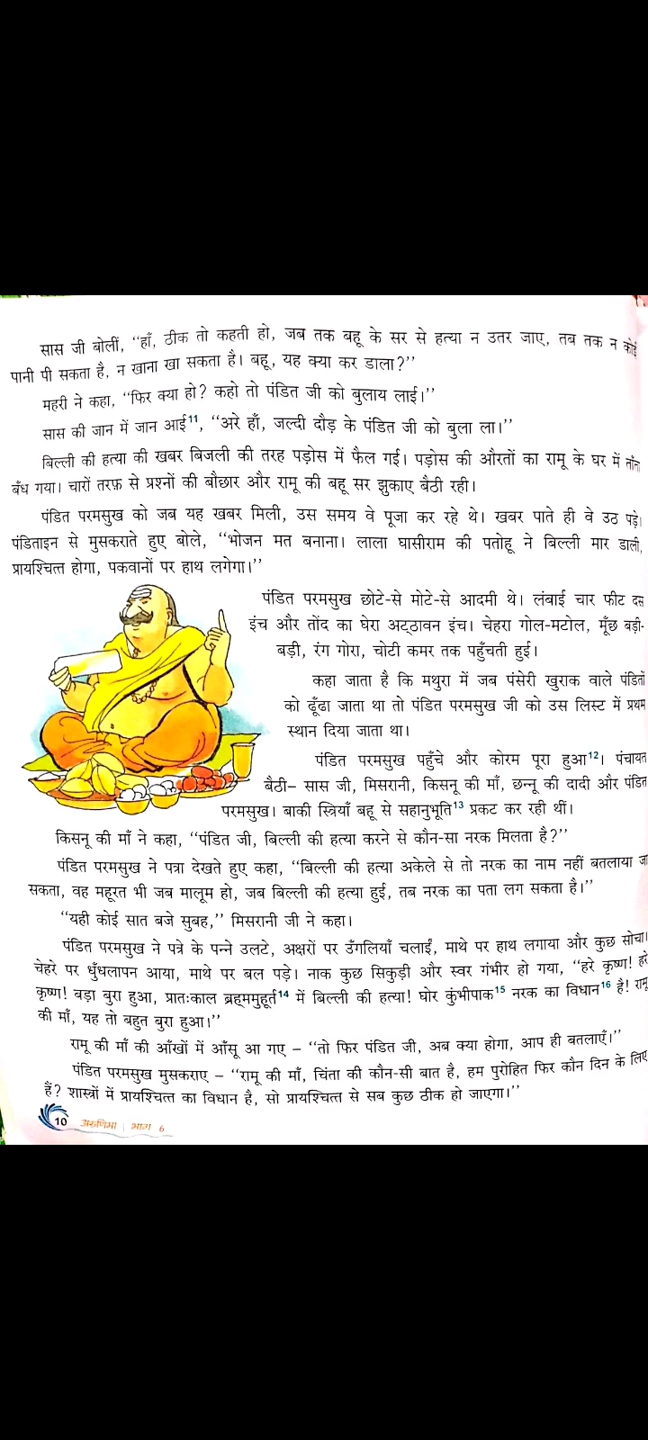 सास जी बोलीं, ‘‘हाँ, ठीक तो कहती हो, जब तक बहू के सर से हत्या न उतर जाए, तब तक न कोई
पानी पी सकता है, न खाना खा सकता है। बहू, यह क्या कर डाला?’’
महरी ने कहा, ‘‘फिर क्या हो? कहो तो पंडित जी को बुलाय लाई।’’
सास की जान में जान आई¹¹, ‘‘अरे हाँ, जल्दी दौड़ के पंडित जी को बुला ला।’’
बिल्ली की हत्या की खबर बिजली की तरह पड़ोस में फैल गई। पड़ोस की औरतों का रामू के घर में ताँता
बँध गया। चारों तरफ़ से प्रश्नों की बौछार और रामू की बहू सर झुकाए बैठी रही।
पंडित परमसुख को जब यह खबर मिली, उस समय वे पूजा कर रहे थे। खबर पाते ही वे उठ पड़े।
पंडिताइन से मुसकराते हुए बोले, ‘‘भोजन मत बनाना। लाला घासीराम की पतोहू ने बिल्ली मार डाली,
प्रायश्चित्त होगा, पकवानों पर हाथ लगेगा।’’
पंडित परमसुख छोटे-से मोटे-से आदमी थे। लंबाई चार फीट दस
इंच और तोंद का घेरा अट्ठावन इंच। चेहरा गोल-मटोल, मूँछ बड़ी-
बड़ी, रंग गोरा, चोटी कमर तक पहुँचती हुई।
कहा जाता है कि मथुरा में जब पंसेरी खुराक वाले पंडितों
को ढूँढा जाता था तो पंडित परमसुख जी को उस लिस्ट में प्रथम
स्थान दिया जाता था।
पंडित परमसुख पहुँचे और कोरम पूरा हुआ¹²। पंचायत
बैठी– सास जी, मिसरानी, किसनू की माँ, छन्नू की दादी और पंडित
परमसुख। बाकी स्त्रियाँ बहू से सहानुभूति¹³ प्रकट कर रही थीं।
किसनू की माँ ने कहा, ‘‘पंडित जी, बिल्ली की हत्या करने से कौन-सा नरक मिलता है?’’
पंडित परमसुख ने पत्रा देखते हुए कहा, ‘‘बिल्ली की हत्या अकेले से तो नरक का नाम नहीं बतलाया जा
सकता, वह महूरत भी जब मालूम हो, जब बिल्ली की हत्या हुई, तब नरक का पता लग सकता है।’’
‘‘यही कोई सात बजे सुबह,’’ मिसरानी जी ने कहा।
पंडित परमसुख ने पत्रे के पन्ने उलटे, अक्षरों पर उँगलियाँ चलाईं, माथे पर हाथ लगाया और कुछ सोचा।
चेहरे पर धुँधलापन आया, माथे पर बल पड़े। नाक कुछ सिकुड़ी और स्वर गंभीर हो गया, ‘‘हरे कृष्ण! हरे
कृष्ण! बड़ा बुरा हुआ, प्रातःकाल ब्रह्ममुहूर्त¹⁴ में बिल्ली की हत्या! घोर कुंभीपाक¹⁵ नरक का विधान¹⁶ है! रामू
की माँ, यह तो बहुत बुरा हुआ।’’
रामू की माँ की आँखों में आँसू आ गए – ‘‘तो फिर पंडित जी, अब क्या होगा, आप ही बतलाएँ।’’
पंडित परमसुख मुसकराए – ‘‘रामू की माँ, चिंता की कौन-सी बात है, हम पुरोहित फिर कौन दिन के लिए
हैं? शास्त्रों में प्रायश्चित्त का विधान है, सो प्रायश्चित्त से सब कुछ ठीक हो जाएगा।’’
10 अरुणिमा | भाग 6